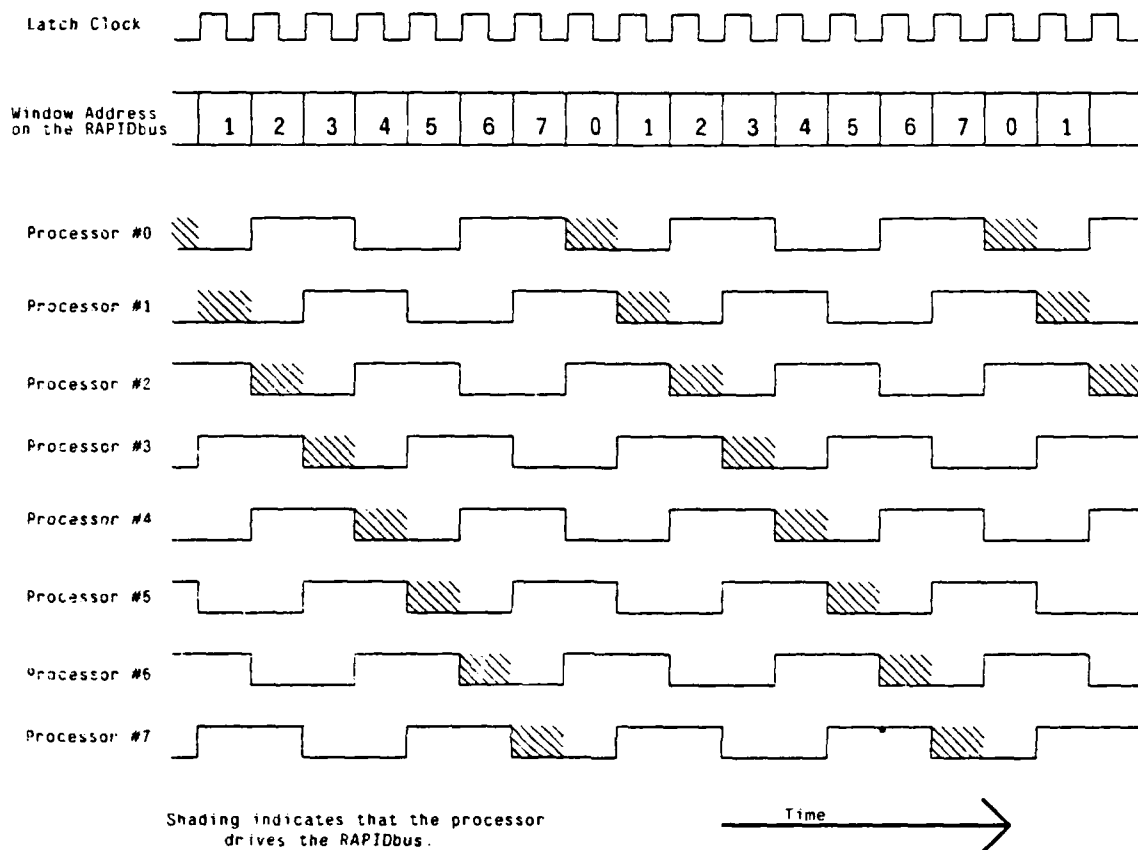 Latch Clock
Window Address
on the RAPIDbus
1 2 3 4 5 6 7 0 1 2 3 4 5 6 7 0 1
Processor #0
Processor #1
Processor #2
Processor #3
Processor #4
Processor #5
Processor #6
Processor #7
Shading indicates that the processor
drives the RAPIDbus.
Time